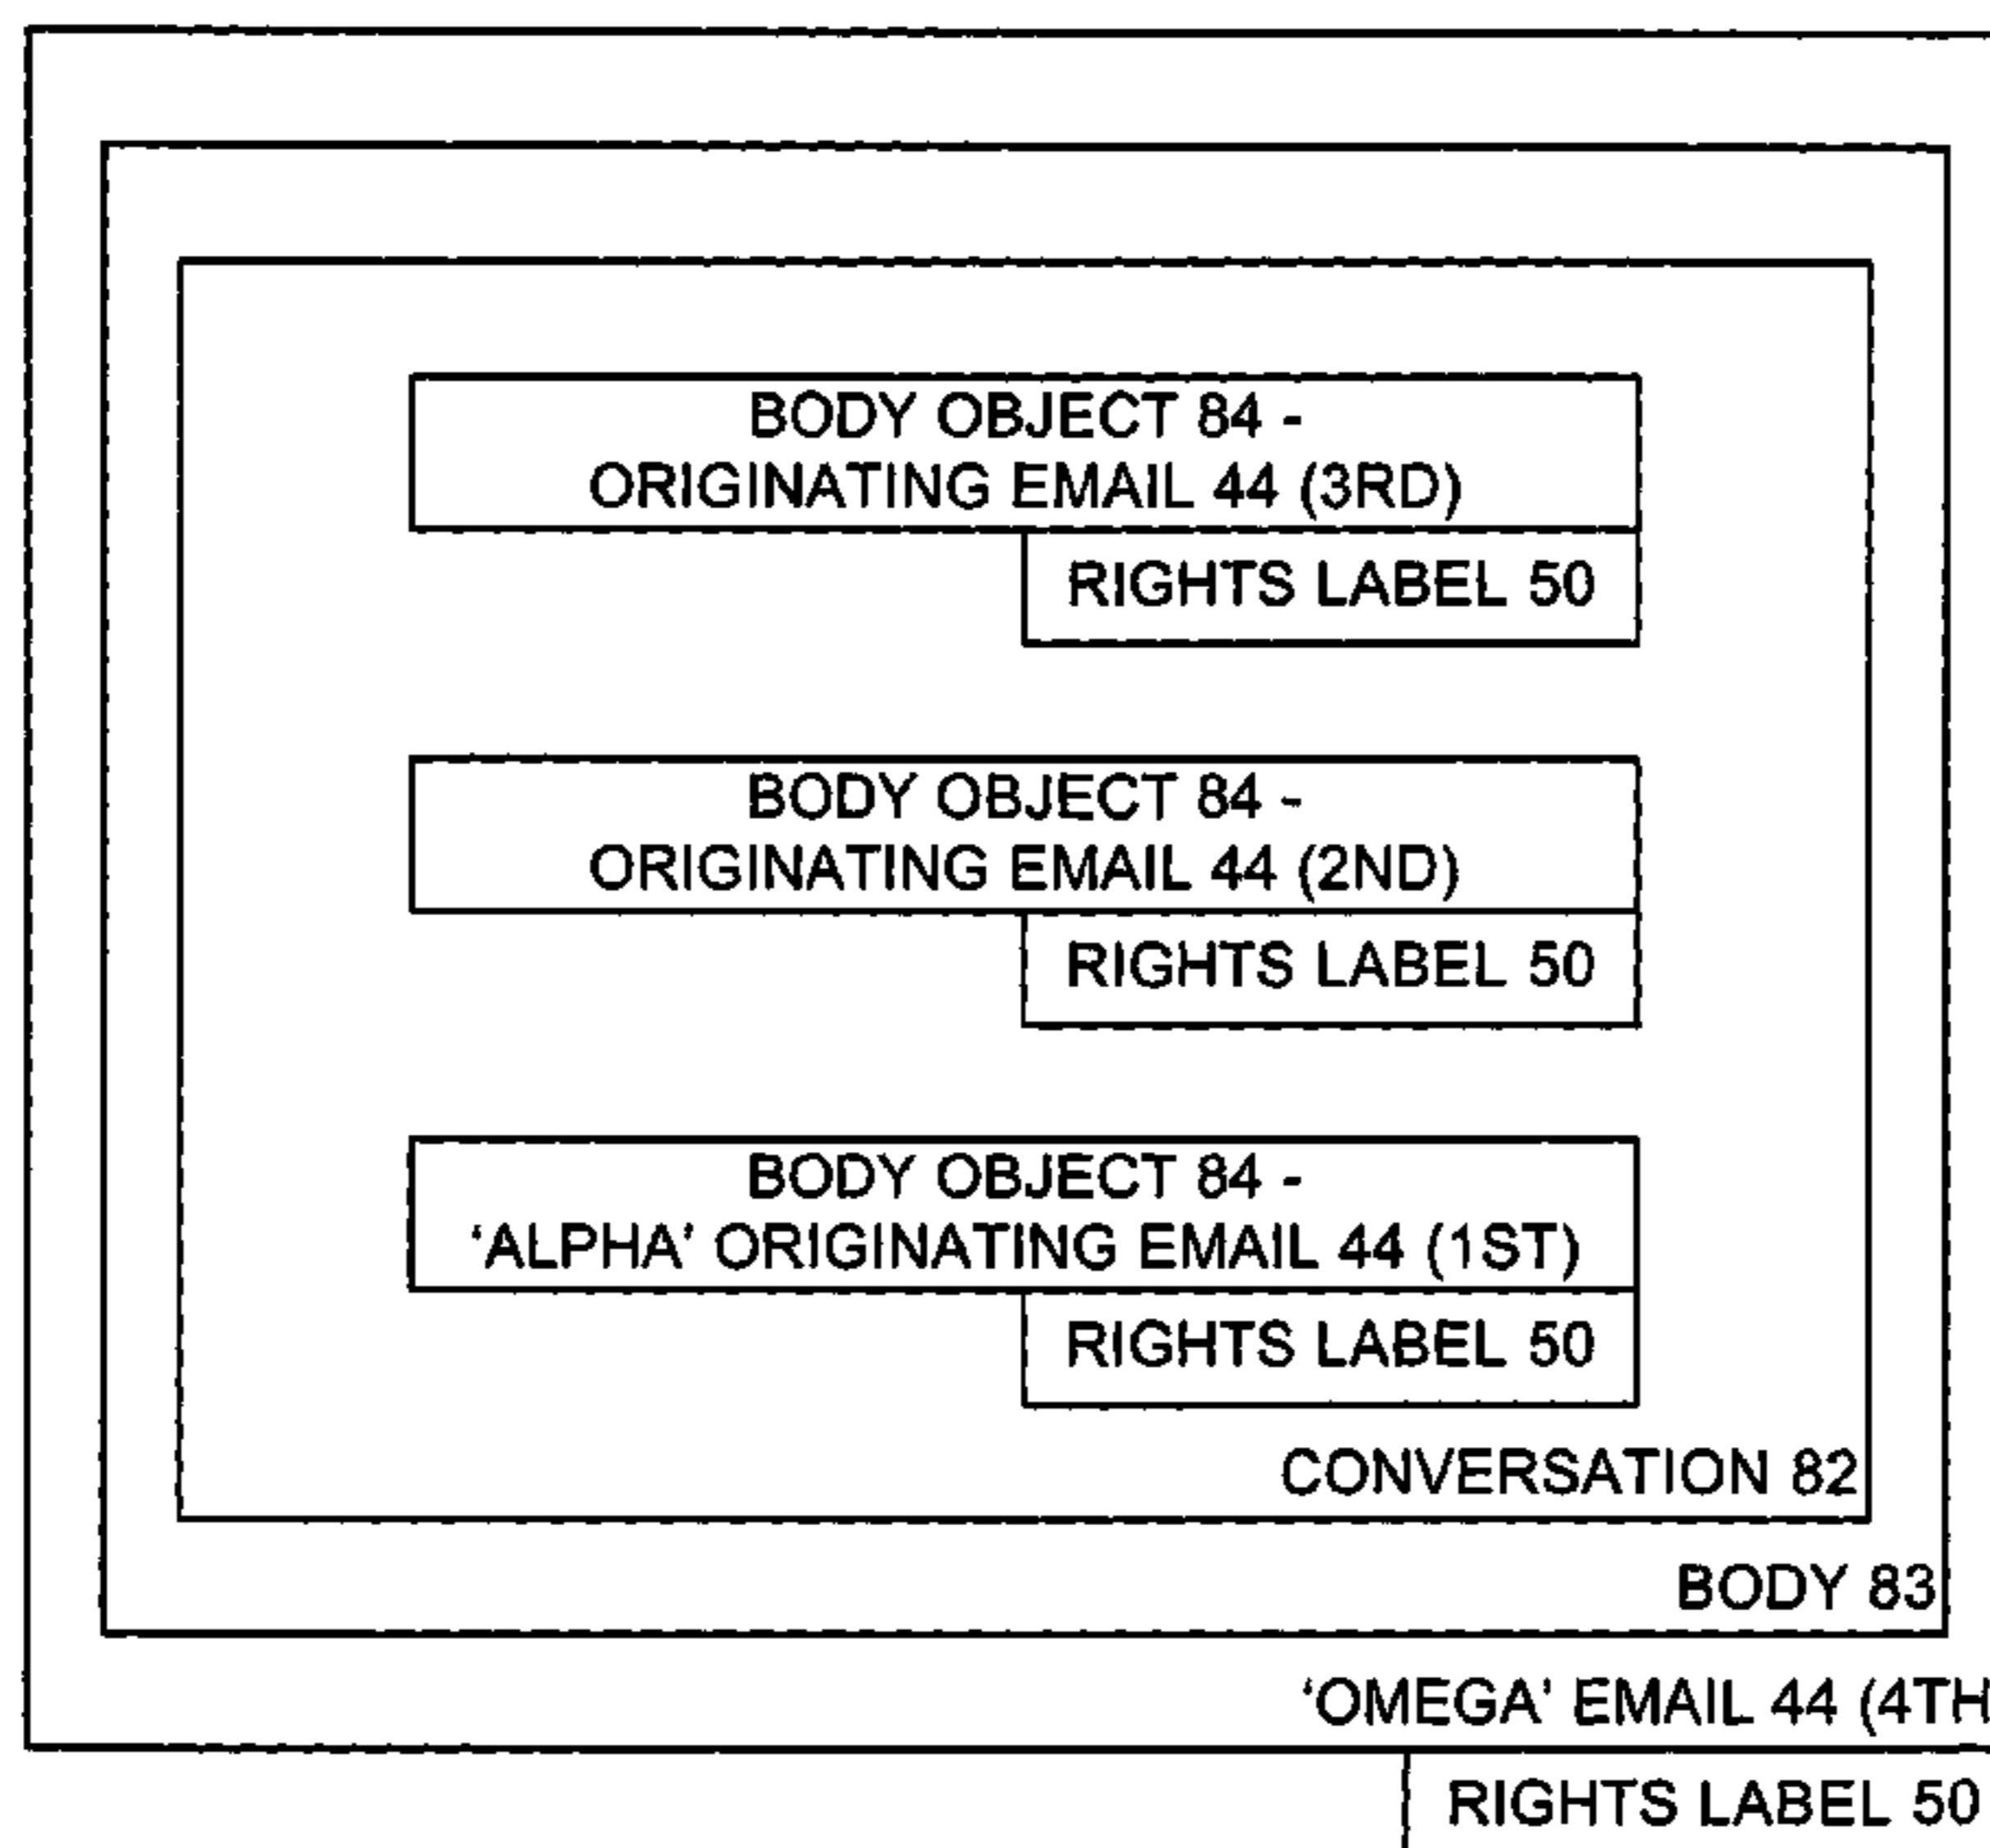 BODY OBJECT 84 -
ORIGINATING EMAIL 44 (3RD)
RIGHTS LABEL 50
BODY OBJECT 84 -
ORIGINATING EMAIL 44 (2ND)
RIGHTS LABEL 50
BODY OBJECT 84 -
‘ALPHA’ ORIGINATING EMAIL 44 (1ST)
RIGHTS LABEL 50
CONVERSATION 82
BODY 83
‘OMEGA’ EMAIL 44 (4TH
RIGHTS LABEL 50